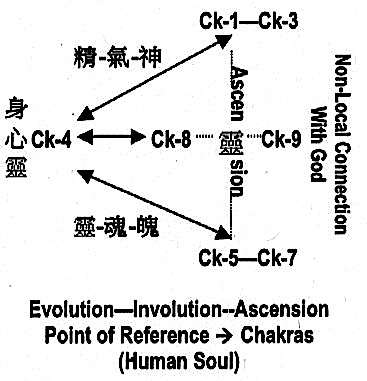 Ck-1—Ck-3
精-氣-神
身
心
靈
Ck-4
Ck-8
Ascen
靈
sion
Ck-9
Non-Local Connection
With God
靈-魂-魄
Ck-5—Ck-7
Evolution—Involution--Ascension
Point of Reference → Chakras
(Human Soul)